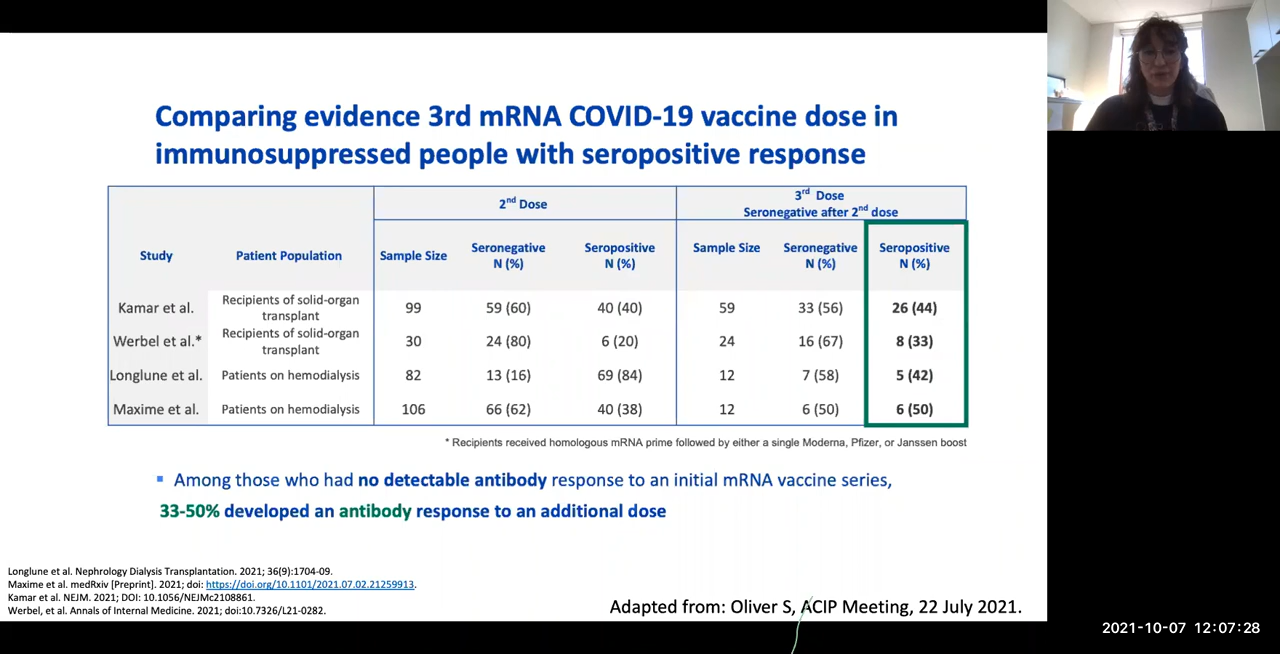 Comparing evidence 3rd mRNA COVID-19 vaccine dose in
immunosuppressed people with seropositive response
2nd Dose
3rd Dose
Seronegative after 2nd dose
Study Patient Population Sample Size Seronegative N (%) Seropositive N (%) Sample Size Seronegative N (%) Seropositive N (%)
Kamar et al. Recipients of solid-organ transplant 99 59 (60) 40 (40) 59 33 (56) 26 (44)
Werbel et al.* Recipients of solid-organ transplant 30 24 (80) 6 (20) 24 16 (67) 8 (33)
Longlune et al. Patients on hemodialysis 82 13 (16) 69 (84) 12 7 (58) 5 (42)
Maxime et al. Patients on hemodialysis 106 66 (62) 40 (38) 12 6 (50) 6 (50)
* Recipients received homologous mRNA prime followed by either a single Moderna, Pfizer, or Janssen boost
▪ Among those who had no detectable antibody response to an initial mRNA vaccine series,
33-50% developed an antibody response to an additional dose
Longlune et al. Nephrology Dialysis Transplantation. 2021; 36(9):1704-09.
Maxime et al. medRxiv [Preprint]. 2021; doi: https://doi.org/10.1101/2021.07.02.21259913.
Kamar et al. NEJM. 2021; DOI: 10.1056/NEJMc2108861.
Werbel, et al. Annals of Internal Medicine. 2021; doi:10.7326/L21-0282.
Adapted from: Oliver S, ACIP Meeting, 22 July 2021.
2021-10-07 12:07:28